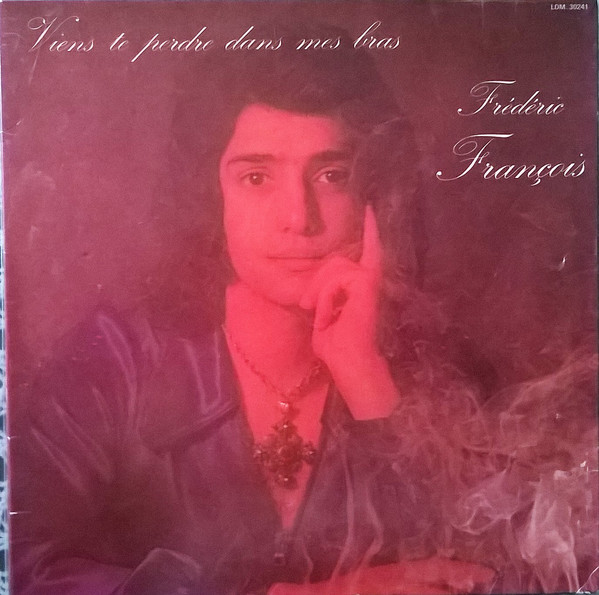 LDM. 30241
Viens te perdre dans mes bras
Frédéric
François